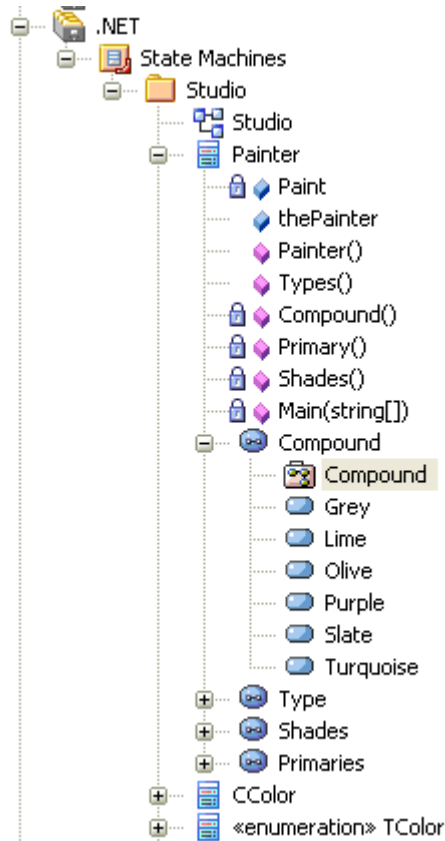 .NET
State Machines
Studio
Studio
Painter
Paint
thePainter
Painter()
Types()
Compound()
Primary()
Shades()
Main(string[])
Compound
Compound
Grey
Lime
Olive
Purple
Slate
Turquoise
Type
Shades
Primaries
CColor
«enumeration» TColor